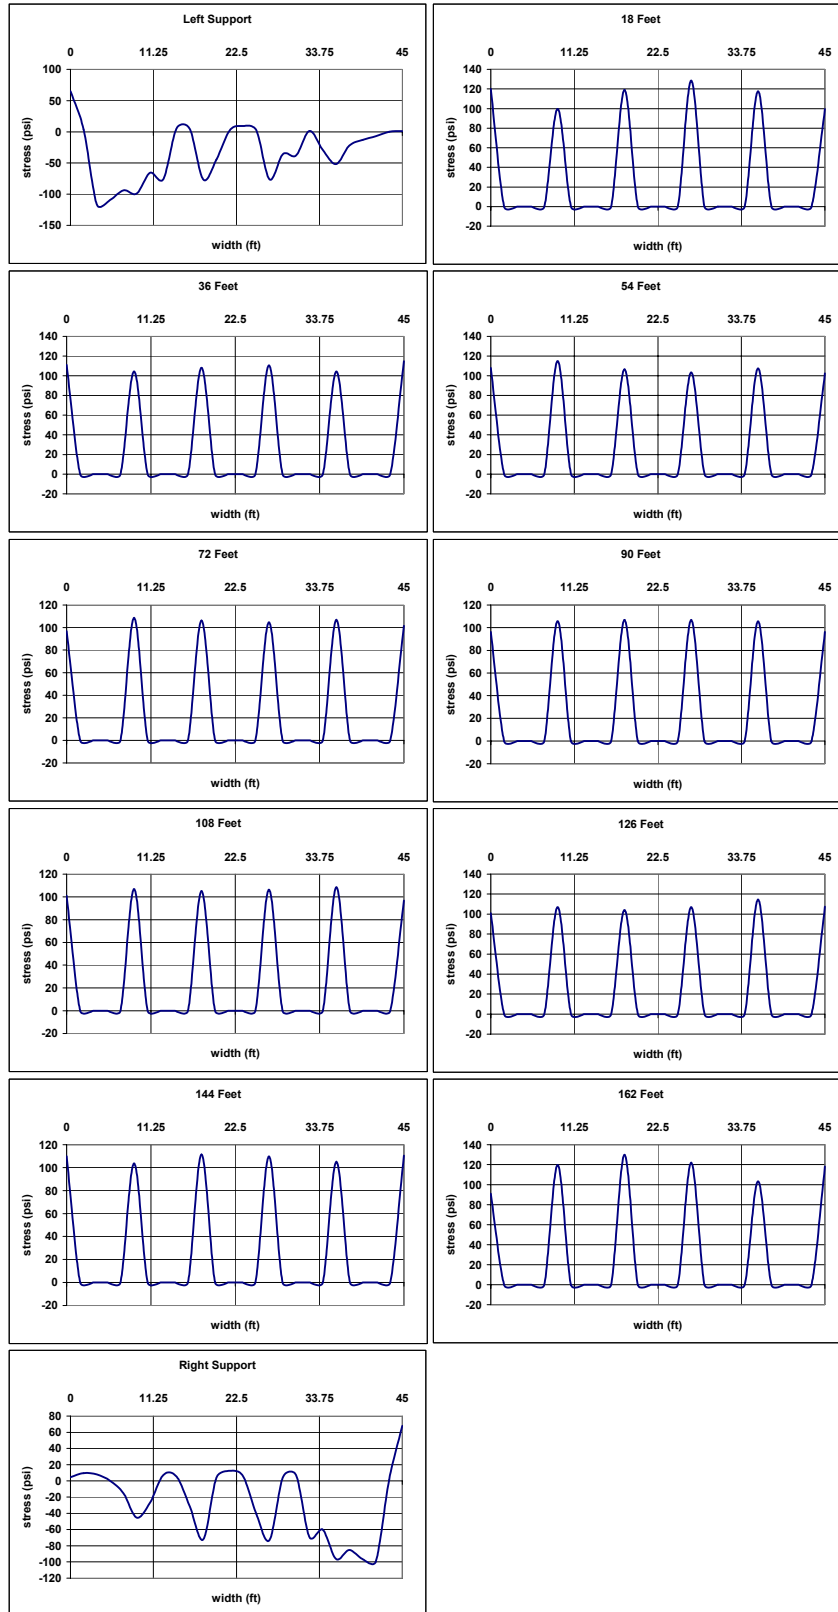 Left Support
0 11.25 22.5 33.75 45
100
50
0
-50
-100
-150
stress (psi)
width (ft)
18 Feet
0 11.25 22.5 33.75 45
140
120
100
80
60
40
20
0
-20
stress (psi)
width (ft)
36 Feet
0 11.25 22.5 33.75 45
140
120
100
80
60
40
20
0
-20
stress (psi)
width (ft)
54 Feet
0 11.25 22.5 33.75 45
140
120
100
80
60
40
20
0
-20
stress (psi)
width (ft)
72 Feet
0 11.25 22.5 33.75 45
120
100
80
60
40
20
0
-20
stress (psi)
width (ft)
90 Feet
0 11.25 22.5 33.75 45
120
100
80
60
40
20
0
-20
stress (psi)
width (ft)
108 Feet
0 11.25 22.5 33.75 45
120
100
80
60
40
20
0
-20
stress (psi)
width (ft)
126 Feet
0 11.25 22.5 33.75 45
140
120
100
80
60
40
20
0
-20
stress (psi)
width (ft)
144 Feet
0 11.25 22.5 33.75 45
120
100
80
60
40
20
0
-20
stress (psi)
width (ft)
162 Feet
0 11.25 22.5 33.75 45
140
120
100
80
60
40
20
0
-20
stress (psi)
width (ft)
Right Support
0 11.25 22.5 33.75 45
80
60
40
20
0
-20
-40
-60
-80
-100
-120
stress (psi)
width (ft)